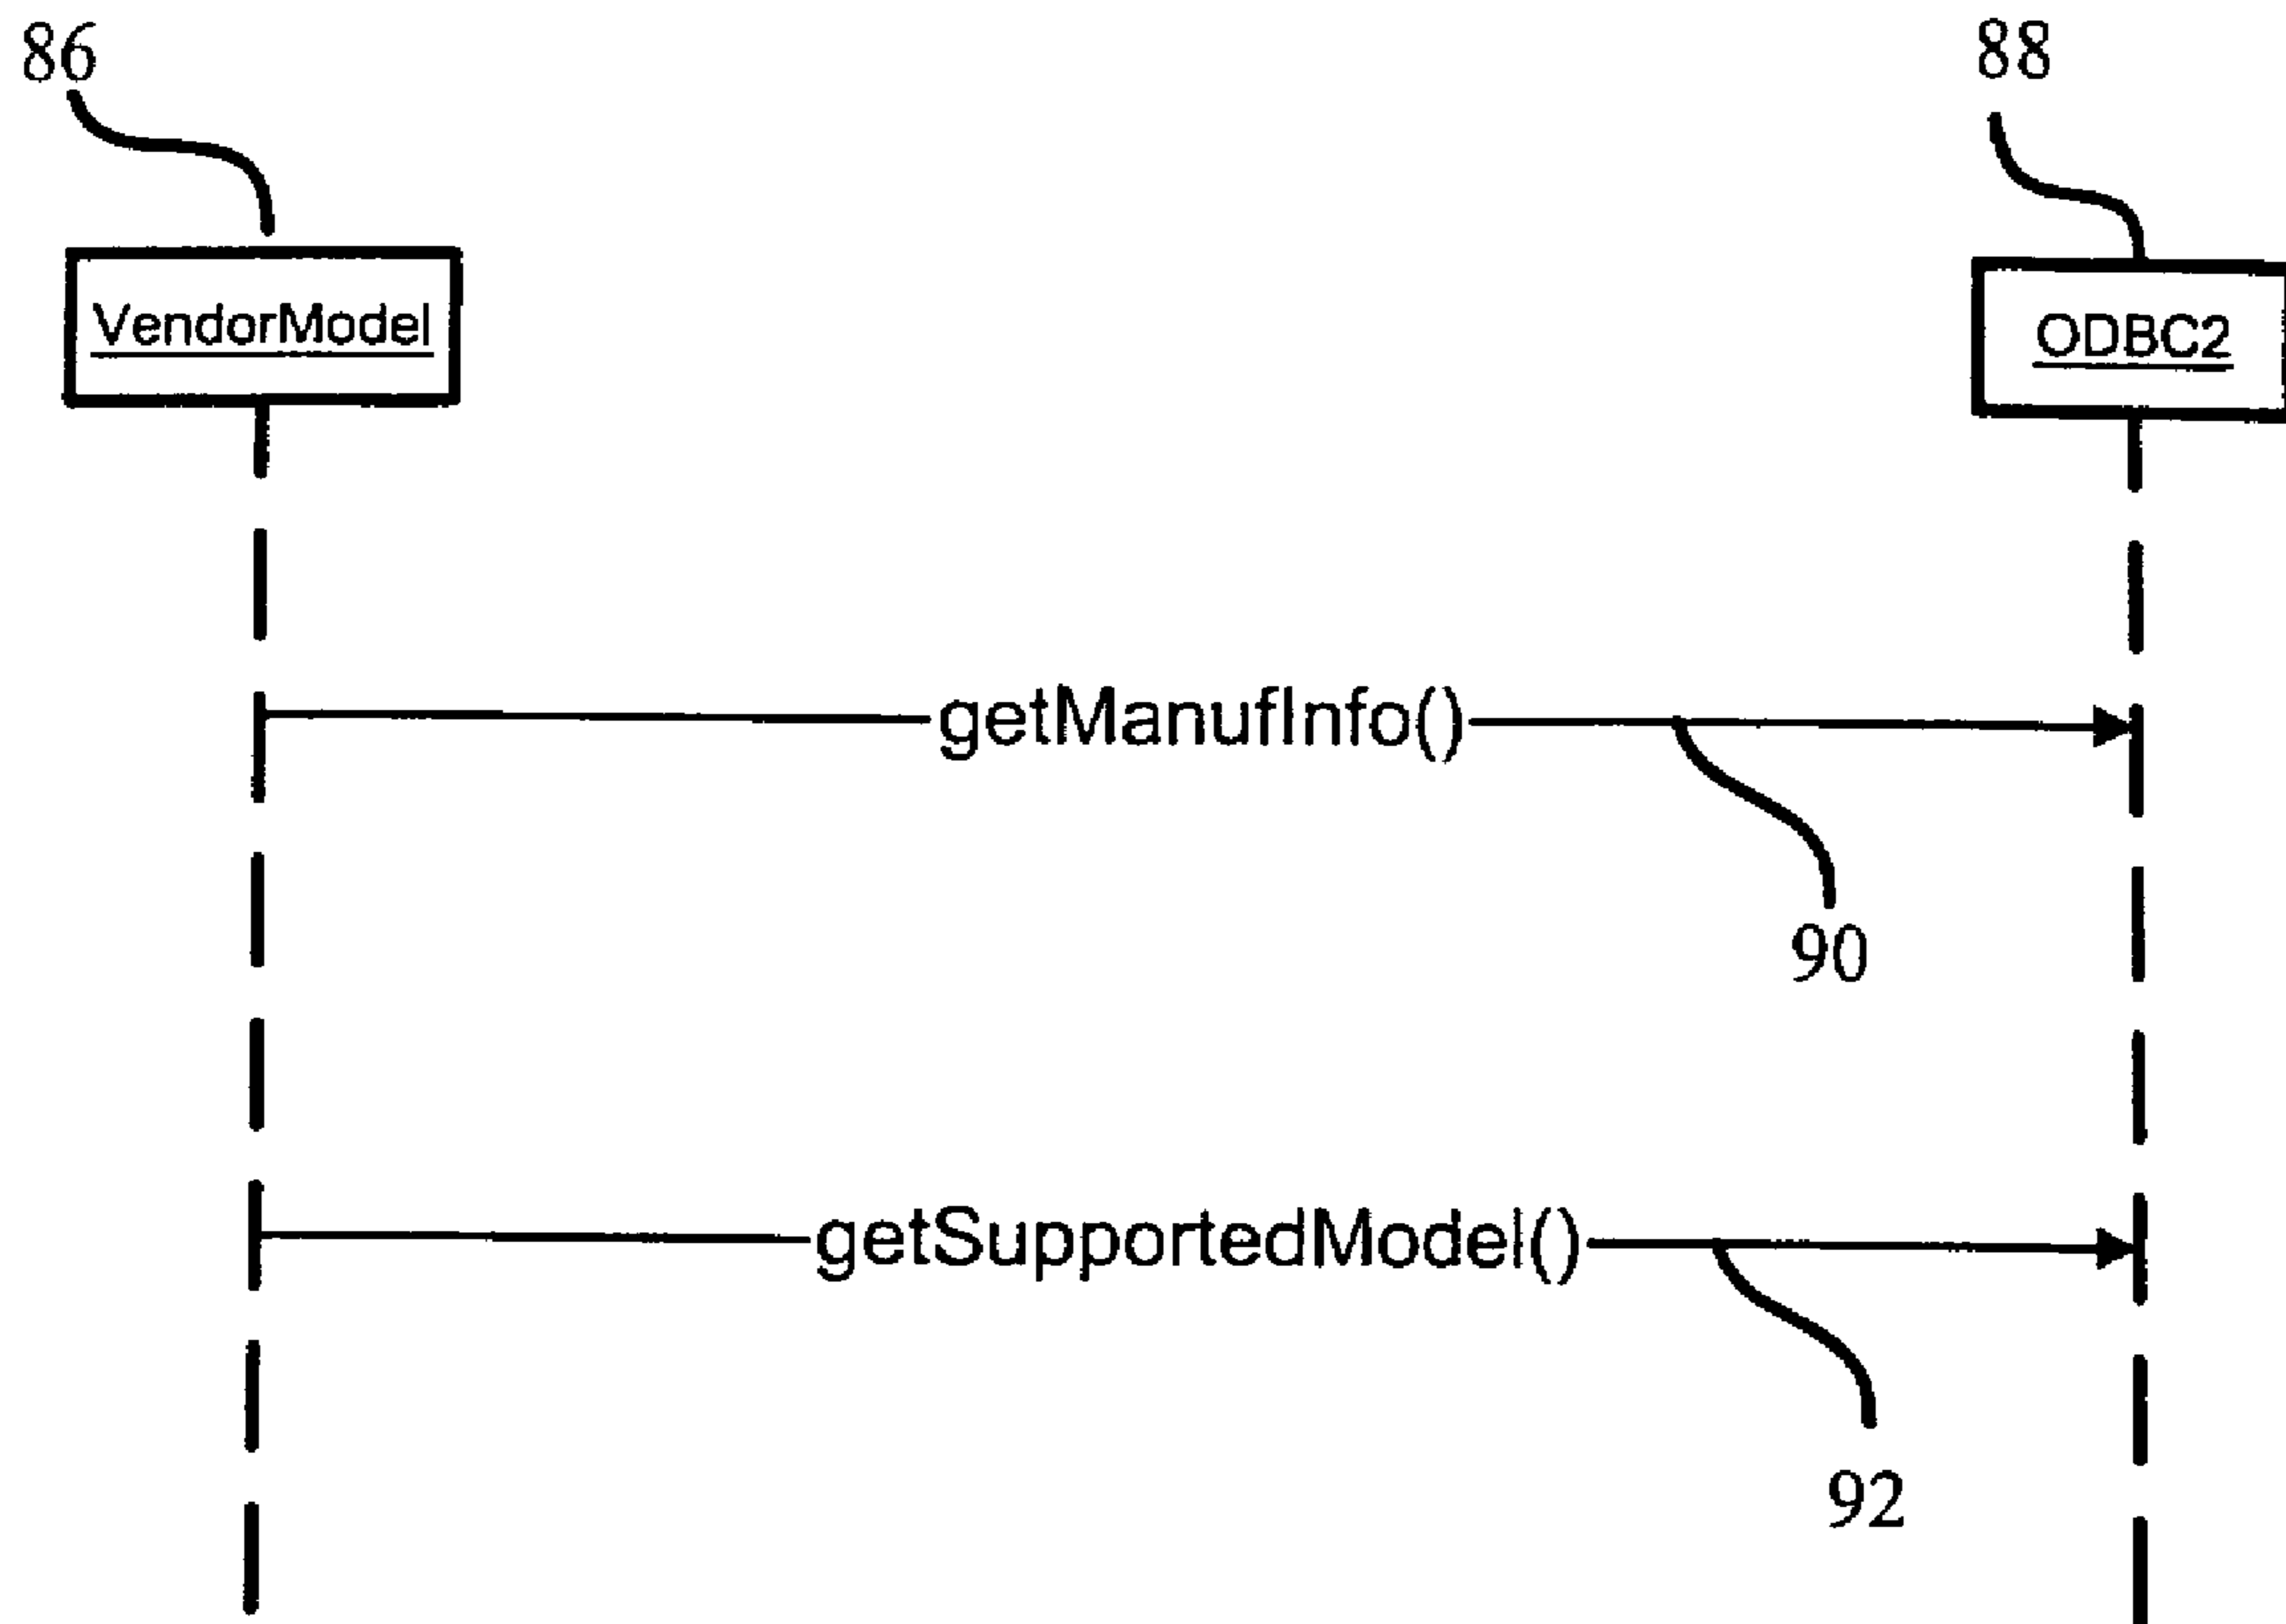 86
88
VendorModel
ODBC2
getManufInfo()
90
getSupportedModel()
92